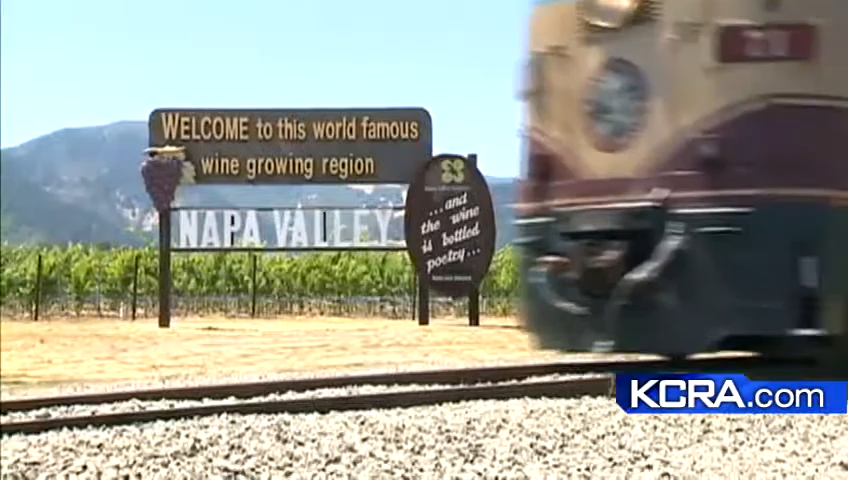 WELCOME to this world famous
wine growing region
NAPA VALLEY
...and
the wine
is bottled
poetry...
KCRA.com